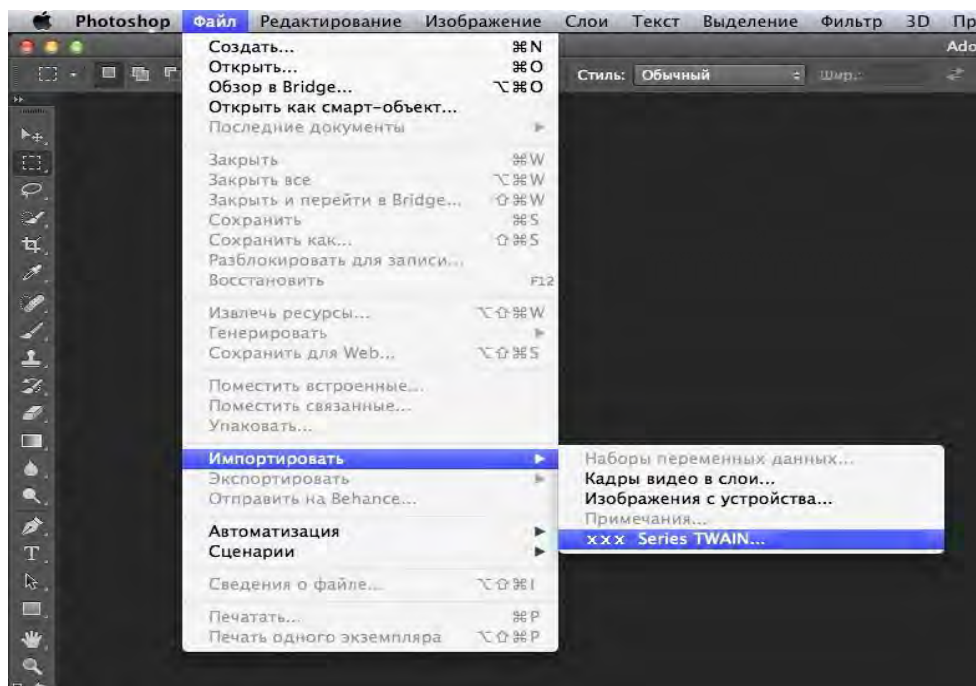 Photoshop Файл Редактирование Изображение Слои Текст Выделение Фильтр 3D Пр
Ado
Стиль: Обычный Шир.:
Создать... ⌘N
Открыть... ⌘O
Обзор в Bridge... ⌥⌘O
Открыть как смарт-объект...
Последние документы
Закрыть ⌘W
Закрыть все ⌥⌘W
Закрыть и перейти в Bridge... ⇧⌘W
Сохранить ⌘S
Сохранить как... ⇧⌘S
Разблокировать для записи...
Восстановить F12
Извлечь ресурсы... ⌥⇧⌘W
Генерировать
Сохранить для Web... ⌥⇧⌘S
Поместить встроенные...
Поместить связанные...
Упаковать...
Импортировать
Экспортировать
Отправить на Behance...
Автоматизация
Сценарии
Сведения о файле... ⌥⇧⌘I
Печатать... ⌘P
Печать одного экземпляра ⌥⇧⌘P
Наборы переменных данных...
Кадры видео в слои...
Изображения с устройства...
Примечания...
xxx Series TWAIN...